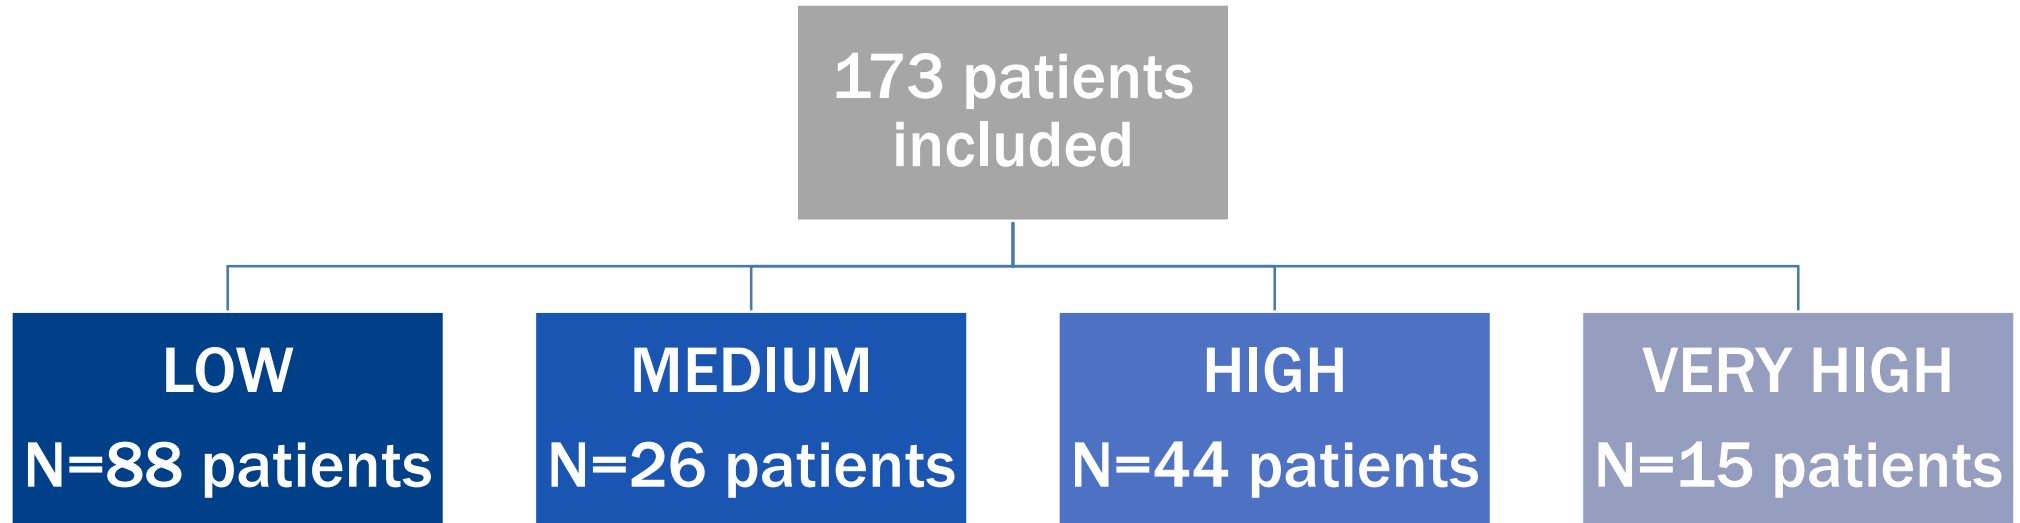 173 patients
included
LOW
N=88 patients
MEDIUM
N=26 patients
HIGH
N=44 patients
VERY HIGH
N=15 patients